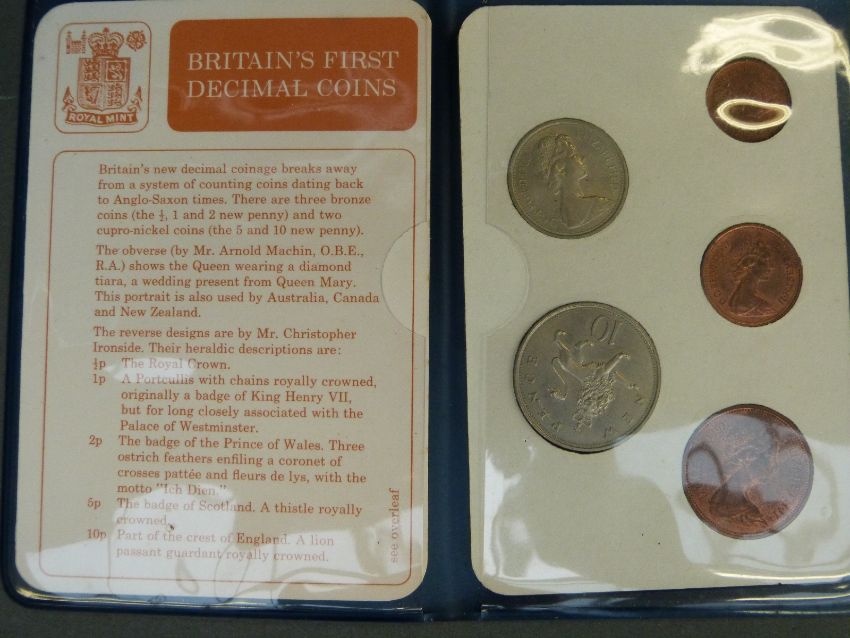 ROYAL MINT
BRITAIN'S FIRST
DECIMAL COINS
Britain's new decimal coinage breaks away
from a system of counting coins dating back
to Anglo-Saxon times. There are three bronze
coins (the ½, 1 and 2 new penny) and two
cupro-nickel coins (the 5 and 10 new penny).
The obverse (by Mr. Arnold Machin, O.B.E.,
R.A.) shows the Queen wearing a diamond
tiara, a wedding present from Queen Mary.
This portrait is also used by Australia, Canada
and New Zealand.
The reverse designs are by Mr. Christopher
Ironside. Their heraldic descriptions are:
½p The Royal Crown.
1p A Portcullis with chains royally crowned,
originally a badge of King Henry VII,
but for long closely associated with the
Palace of Westminster.
2p The badge of the Prince of Wales. Three
ostrich feathers enfiling a coronet of
crosses pattée and fleurs de lys, with the
motto "Ich Dien."
5p The badge of Scotland. A thistle royally
crowned.
10p Part of the crest of England. A lion
passant guardant royally crowned.
see overleaf
10
NEW
PENCE